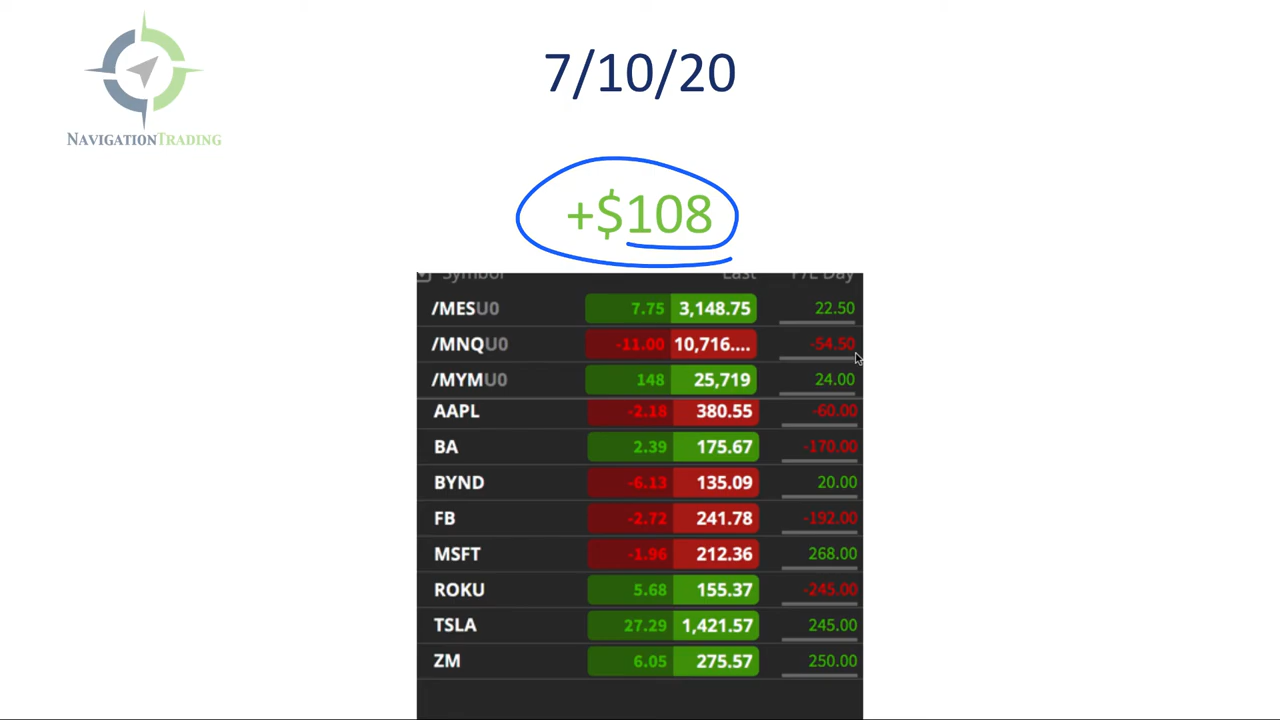 7/10/20
NAVIGATIONTRADING
+$108
Symbol Last P/L Day
/MESU0 7.75 3,148.75 22.50
/MNQU0 -11.00 10,716.... -54.50
/MYMU0 148 25,719 24.00
AAPL -2.18 380.55 -60.00
BA 2.39 175.67 -170.00
BYND -6.13 135.09 20.00
FB -2.72 241.78 -192.00
MSFT -1.96 212.36 268.00
ROKU 5.68 155.37 -245.00
TSLA 27.29 1,421.57 245.00
ZM 6.05 275.57 250.00